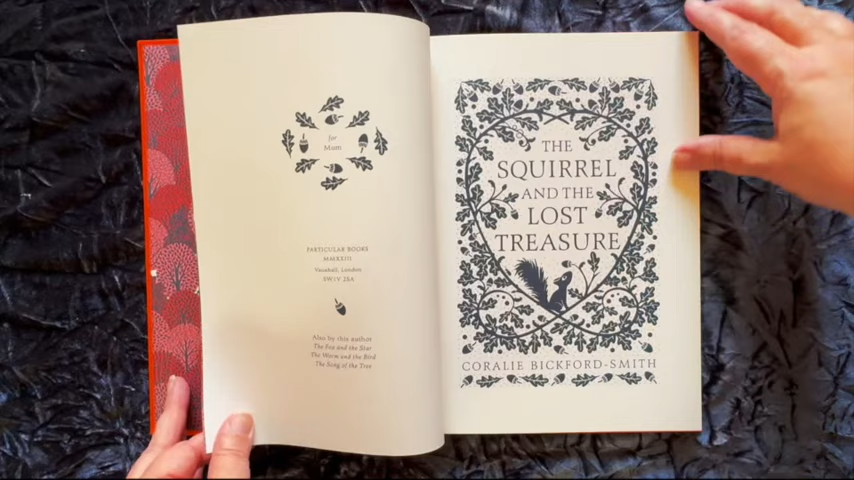 for
Mum
PARTICULAR BOOKS
MMXXIII
Vauxhall, London
SW1V 2SA
Also by this author
The Fox and the Star
The Worm and the Bird
The Song of the Tree
THE
SQUIRREL
AND THE
LOST
TREASURE
CORALIE BICKFORD-SMITH